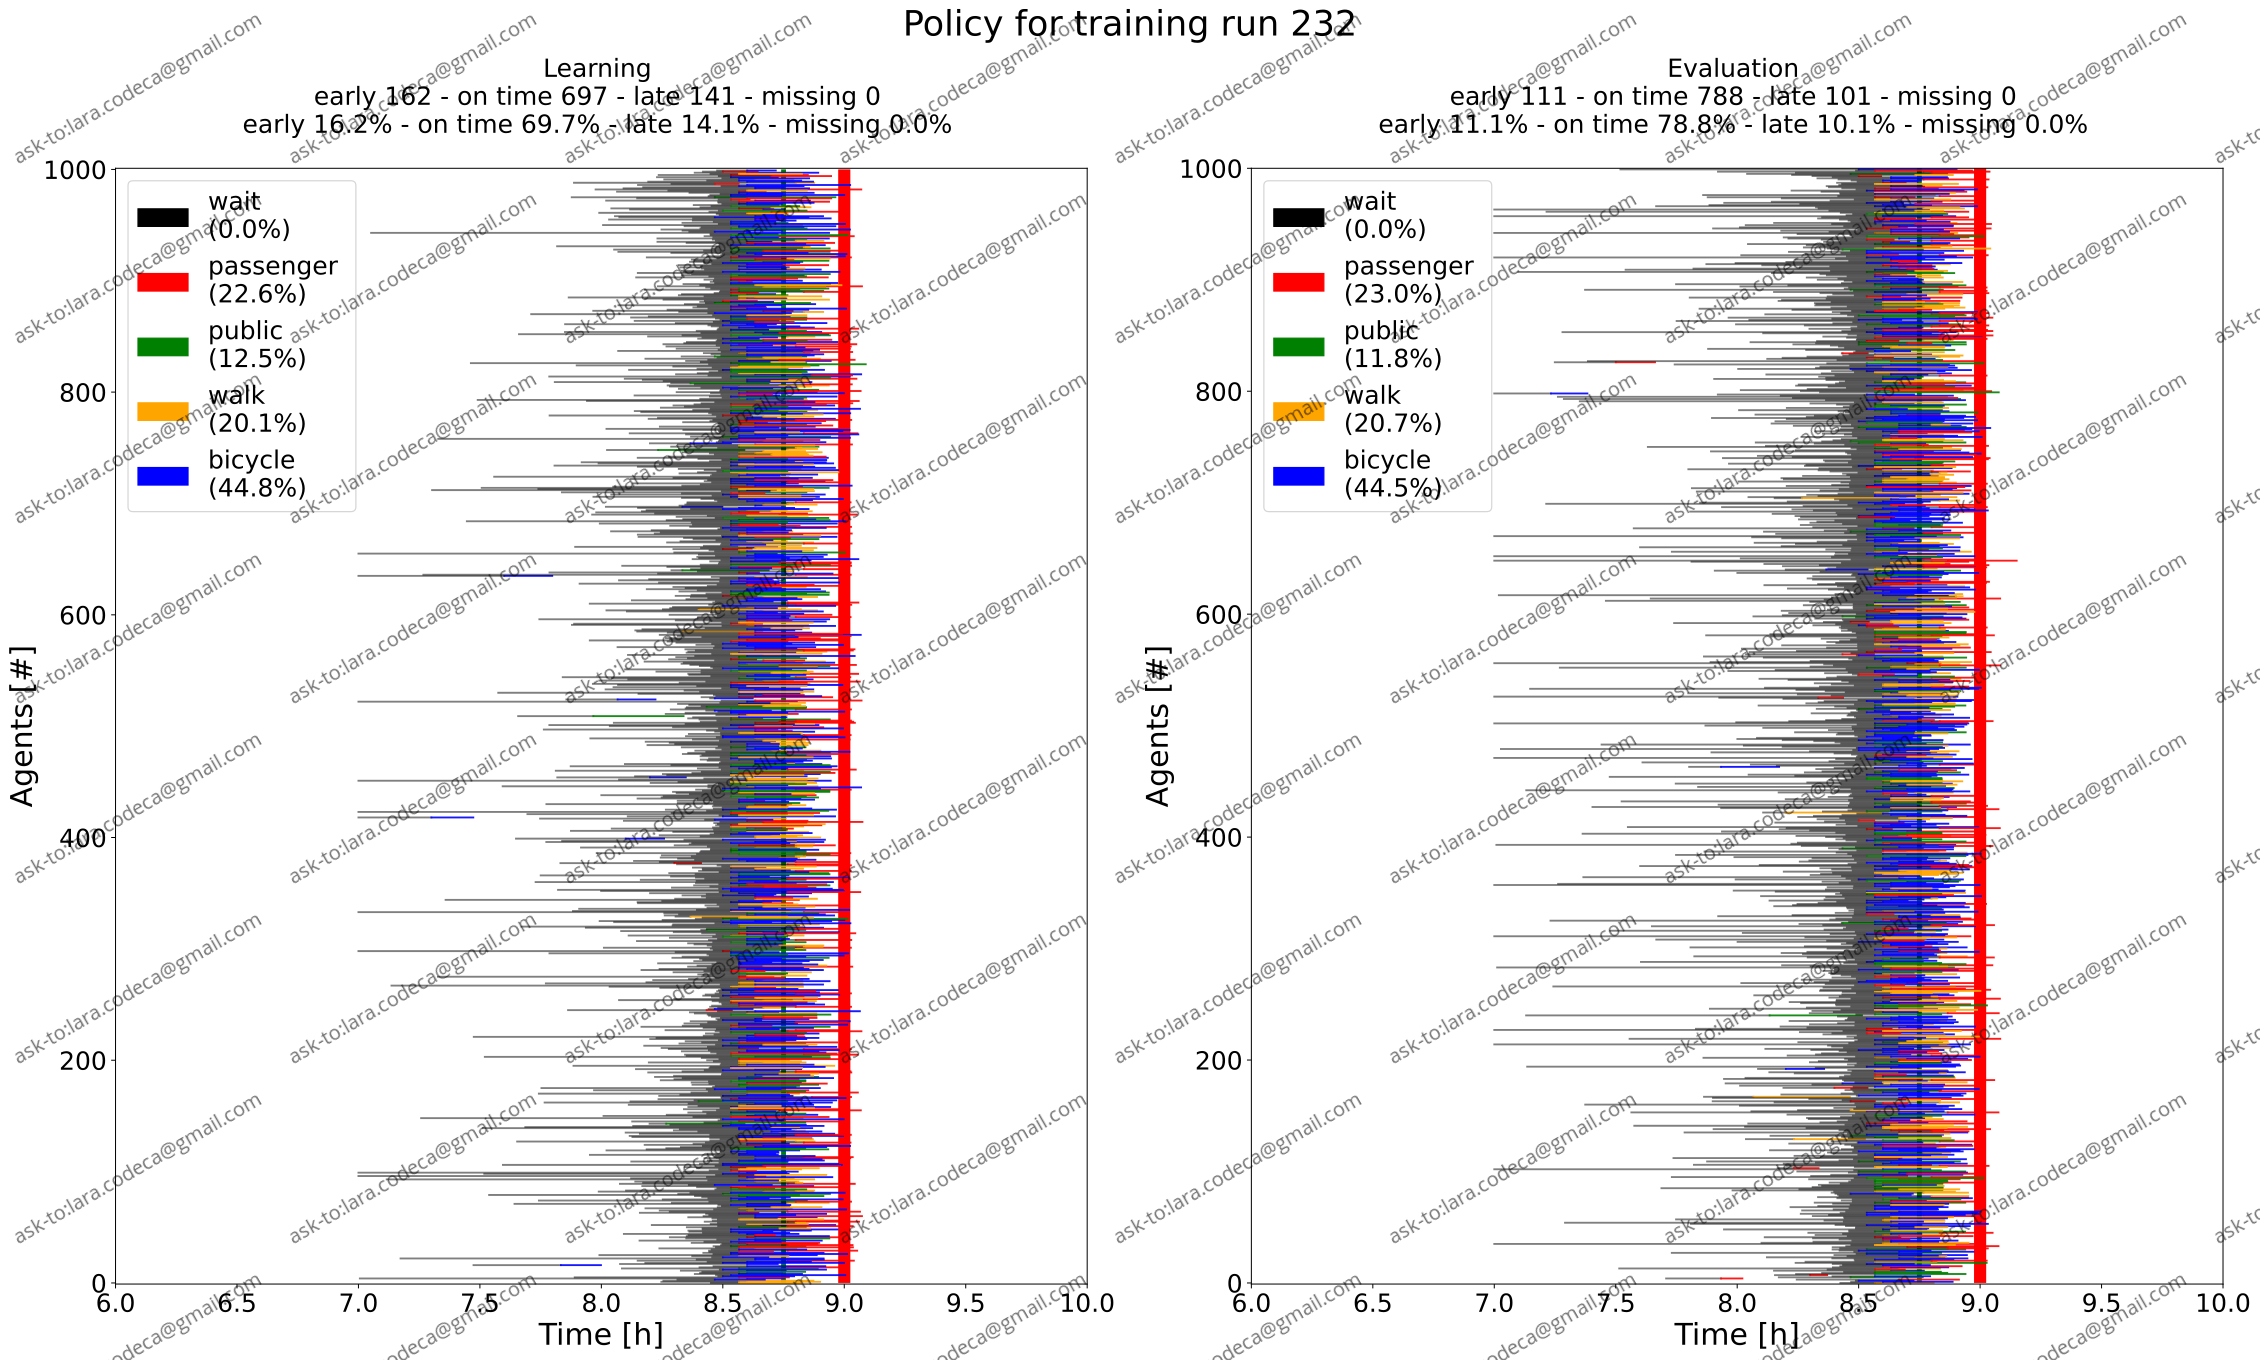 Policy for training run 232
Learning
early 162 - on time 697 - late 141 - missing 0
early 16.2% - on time 69.7% - late 14.1% - missing 0.0%
Agents [#]
1000
800
600
400
200
0
wait
(0.0%)
passenger
(22.6%)
public
(12.5%)
walk
(20.1%)
bicycle
(44.8%)
6.0 6.5 7.0 7.5 8.0 8.5 9.0 9.5 10.0
Time [h]
Evaluation
early 111 - on time 788 - late 101 - missing 0
early 11.1% - on time 78.8% - late 10.1% - missing 0.0%
Agents [#]
1000
800
600
400
200
0
wait
(0.0%)
passenger
(23.0%)
public
(11.8%)
walk
(20.7%)
bicycle
(44.5%)
6.0 6.5 7.0 7.5 8.0 8.5 9.0 9.5 10.0
Time [h]
ask-to:lara.codeca@gmail.com